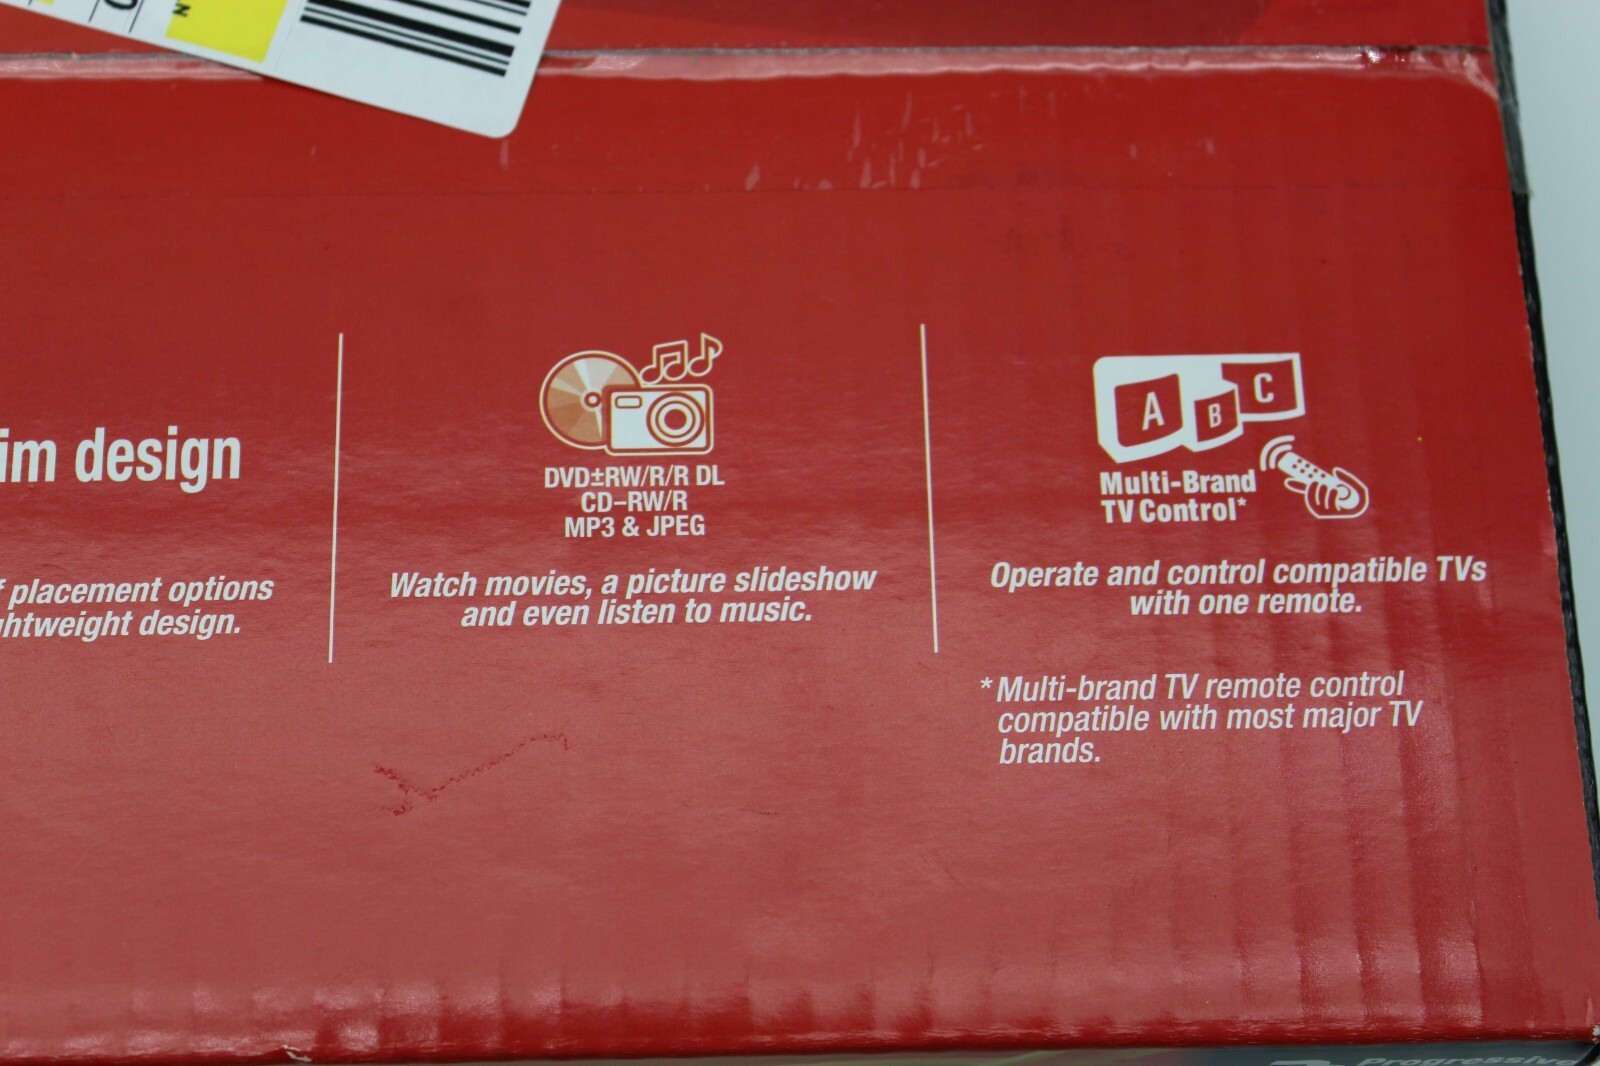 im design
f placement options
htweight design.
DVD±RW/R/R DL
CD-RW/R
MP3 & JPEG
Watch movies, a picture slideshow
and even listen to music.
A B C
Multi-Brand
TV Control*
Operate and control compatible TVs
with one remote.
*Multi-brand TV remote control
compatible with most major TV
brands.
Progressive